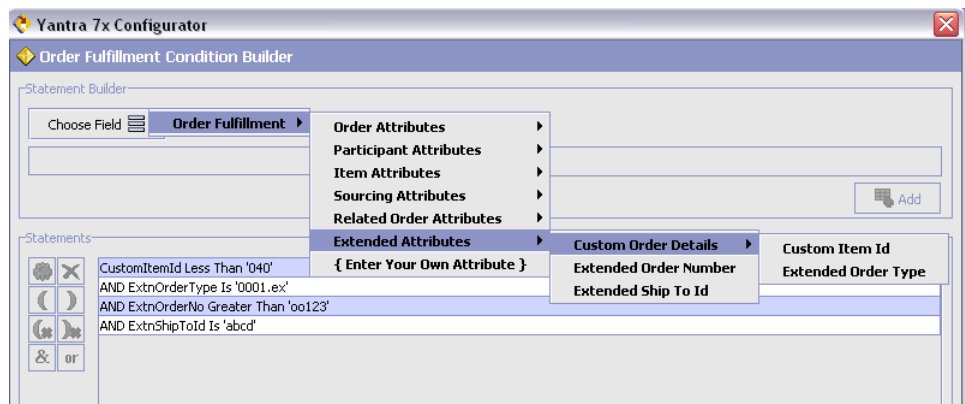 Yantra 7x Configurator
Order Fulfillment Condition Builder
Statement Builder
Choose Field
Order Fulfillment
Order Attributes
Participant Attributes
Item Attributes
Sourcing Attributes
Related Order Attributes
Extended Attributes
{ Enter Your Own Attribute }
Custom Order Details
Extended Order Number
Extended Ship To Id
Custom Item Id
Extended Order Type
Add
Statements
CustomItemId Less Than '040'
AND ExtnOrderType Is '0001.ex'
AND ExtnOrderNo Greater Than 'oo123'
AND ExtnShipToId Is 'abcd'
( )
(✖ )✖
& or